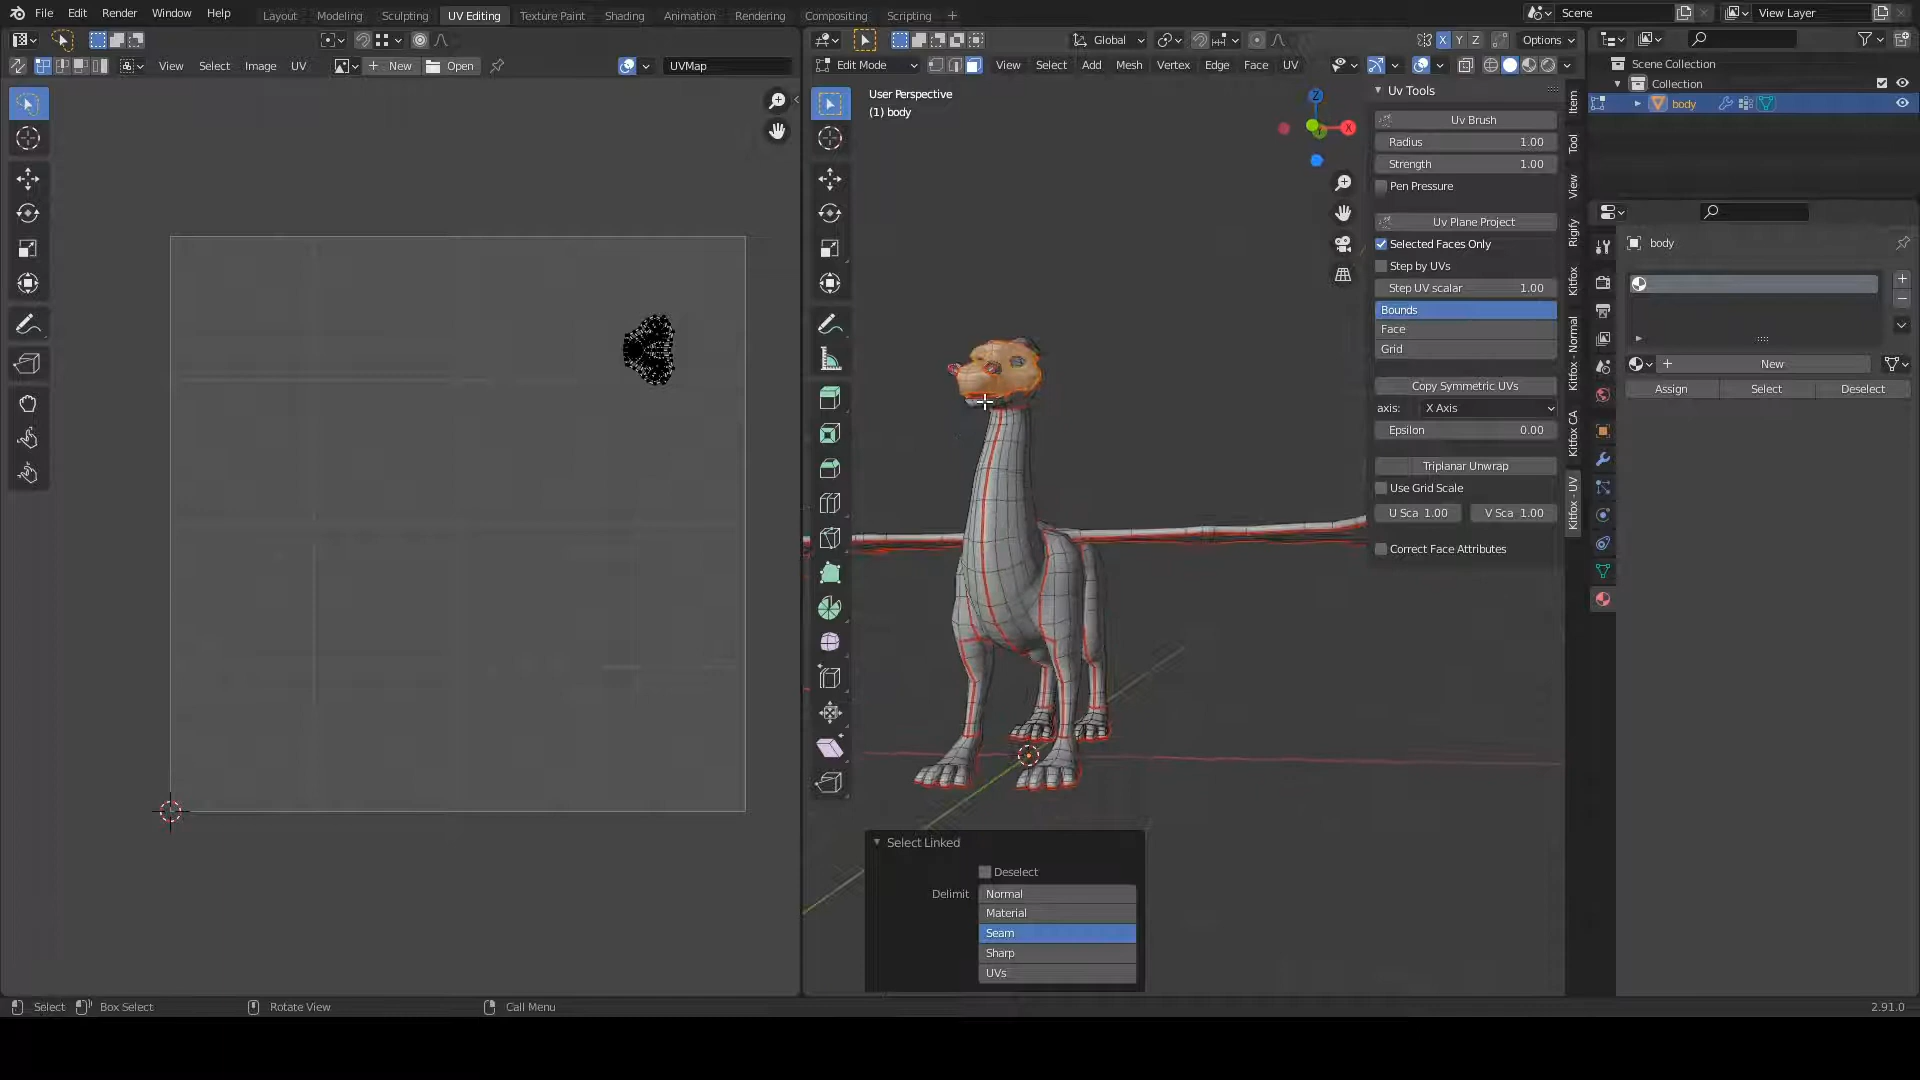 File Edit Render Window Help Layout Modeling Sculpting UV Editing Texture Paint Shading Animation Rendering Compositing Scripting + Scene View Layer
Global X Y Z Options
View Select Image UV New Open UVMap
Edit Mode View Select Add Mesh Vertex Edge Face UV
User Perspective
(1) body
Z
X
Uv Tools
Uv Brush
Radius 1.00
Strength 1.00
Pen Pressure
Uv Plane Project
Selected Faces Only
Step by UVs
Step UV scalar 1.00
Bounds
Face
Grid
Copy Symmetric UVs
axis: X Axis
Epsilon 0.00
Triplanar Unwrap
Use Grid Scale
U Sca 1.00 V Sca 1.00
Correct Face Attributes
Item
Tool
View
Rigify
Kitfox
Kitfox - Normal
Kitfox CA
Kitfox - UV
Scene Collection
Collection
body
body
New
Assign Select Deselect
Select Linked
Deselect
Delimit Normal
Material
Seam
Sharp
UVs
Select Box Select Rotate View Call Menu 2.91.0